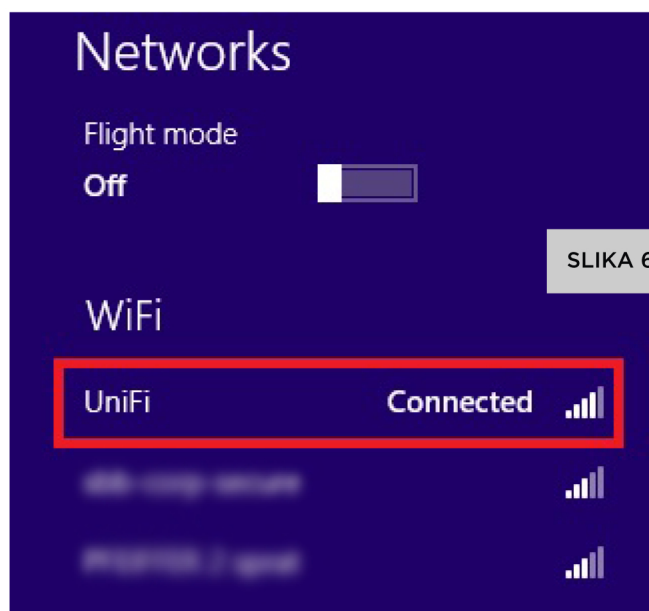 Networks
Flight mode
Off
SLIKA 6
WiFi
UniFi Connected